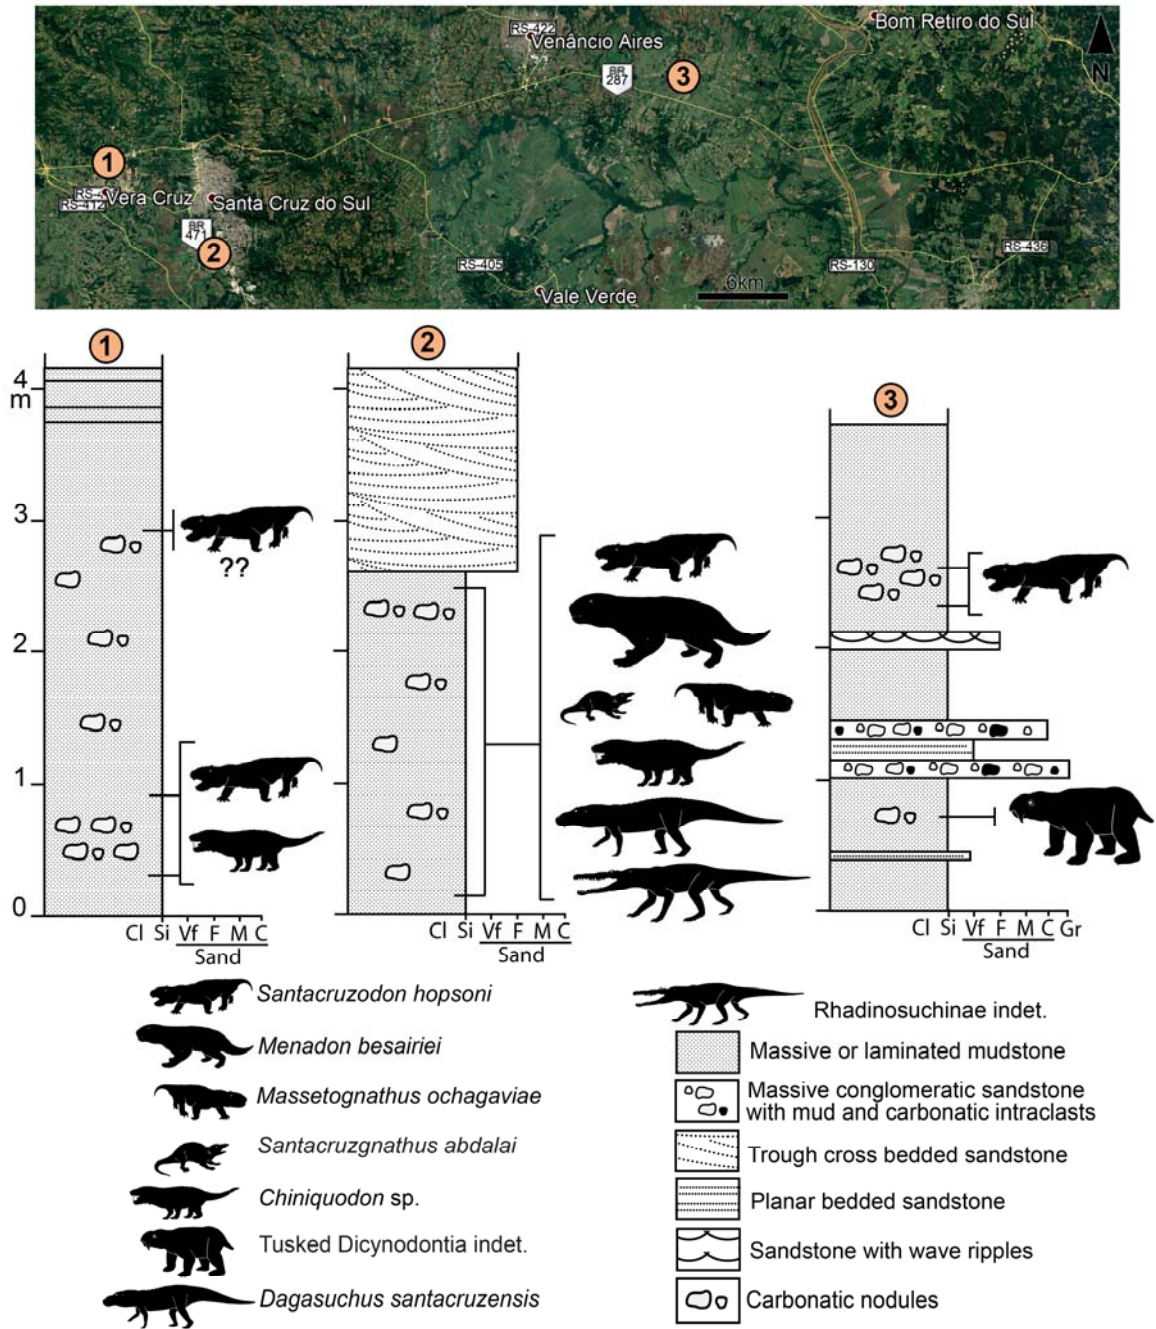 RS-422
Venâncio Aires
Bom Retiro do Sul
BR
287
3
N
1
RS-4
Vera Cruz
RS-412
Santa Cruz do Sul
BR
471
2
RS-405
RS-436
RS-130
6km
Vale Verde
1
2
3
4
m
3
2
1
0
??
Cl Si Vf F M C
Sand
Cl Si Vf F M C
Sand
Cl Si Vf F M C Gr
Sand
Santacruzodon hopsoni
Menadon besairiei
Massetognathus ochagaviae
Santacruzgnathus abdalai
Chiniquodon sp.
Tusked Dicynodontia indet.
Dagasuchus santacruzensis
Rhadinosuchinae indet.
Massive or laminated mudstone
Massive conglomeratic sandstone
with mud and carbonatic intraclasts
Trough cross bedded sandstone
Planar bedded sandstone
Sandstone with wave ripples
Carbonatic nodules